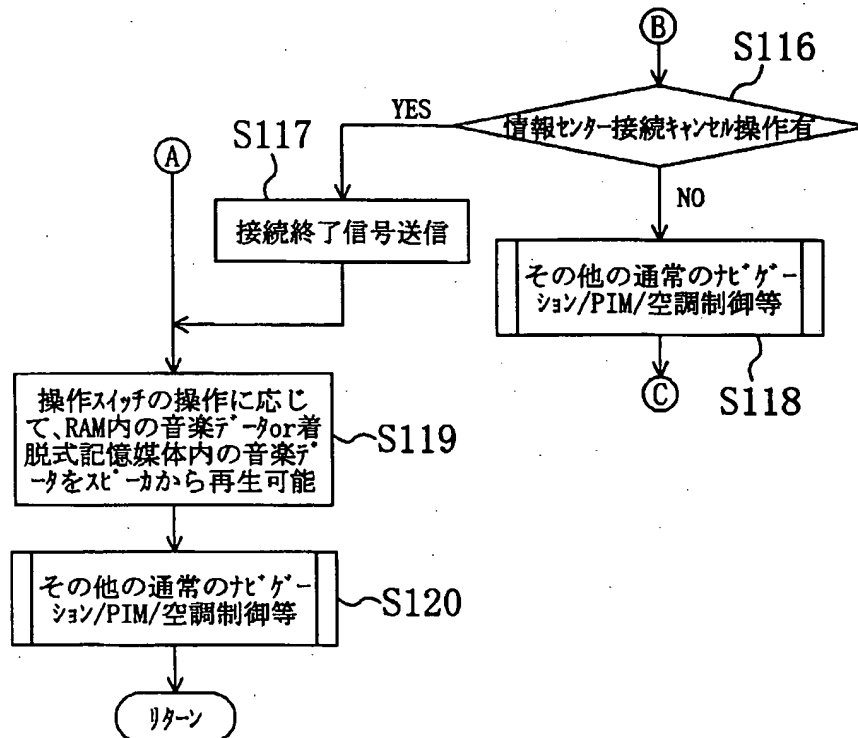 B
S116
情報ｾﾝﾀｰ接続ｷｬﾝｾﾙ操作有
YES
NO
A
S117
接続終了信号送信
その他の通常のﾅﾋﾞｹﾞｰ
ｼｮﾝ/PIM/空調制御等
S118
C
操作ｽｲｯﾁの操作に応じ
て､RAM内の音楽ﾃﾞｰﾀor着
脱式記憶媒体内の音楽ﾃﾞ
ｰﾀをｽﾋﾟｰｶから再生可能
S119
その他の通常のﾅﾋﾞｹﾞｰ
ｼｮﾝ/PIM/空調制御等
S120
ﾘﾀｰﾝ